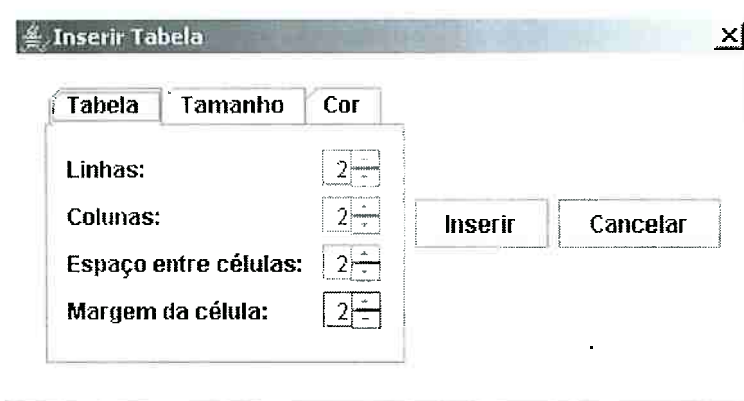 Inserir Tabela
Tabela Tamanho Cor
Linhas: 2
Colunas: 2
Espaço entre células: 2
Margem da célula: 2
Inserir Cancelar